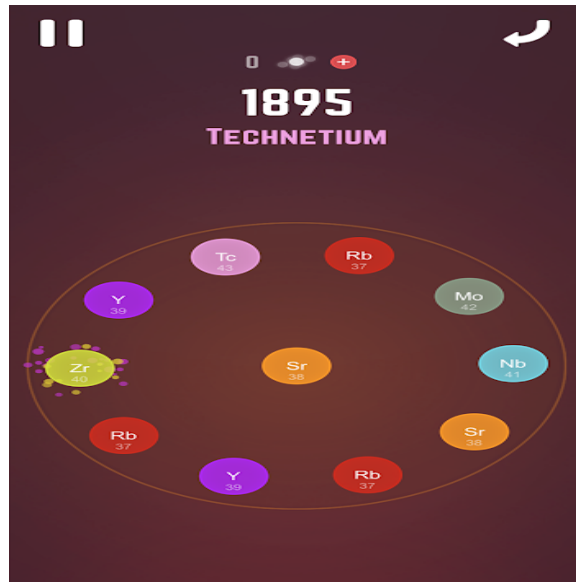 0
1895
TECHNETIUM
Tc
43
Rb
37
Y
39
Mo
42
Zr
40
Sr
38
Nb
41
Rb
37
Sr
38
Y
39
Rb
37